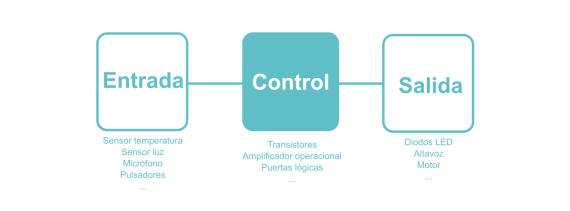 Entrada
Control
Salida
Sensor temperatura
Sensor luz
Micrófono
Pulsadores
...
Transistores
Amplificador operacional
Puertas lógicas
...
Diodos LED
Altavoz
Motor
...